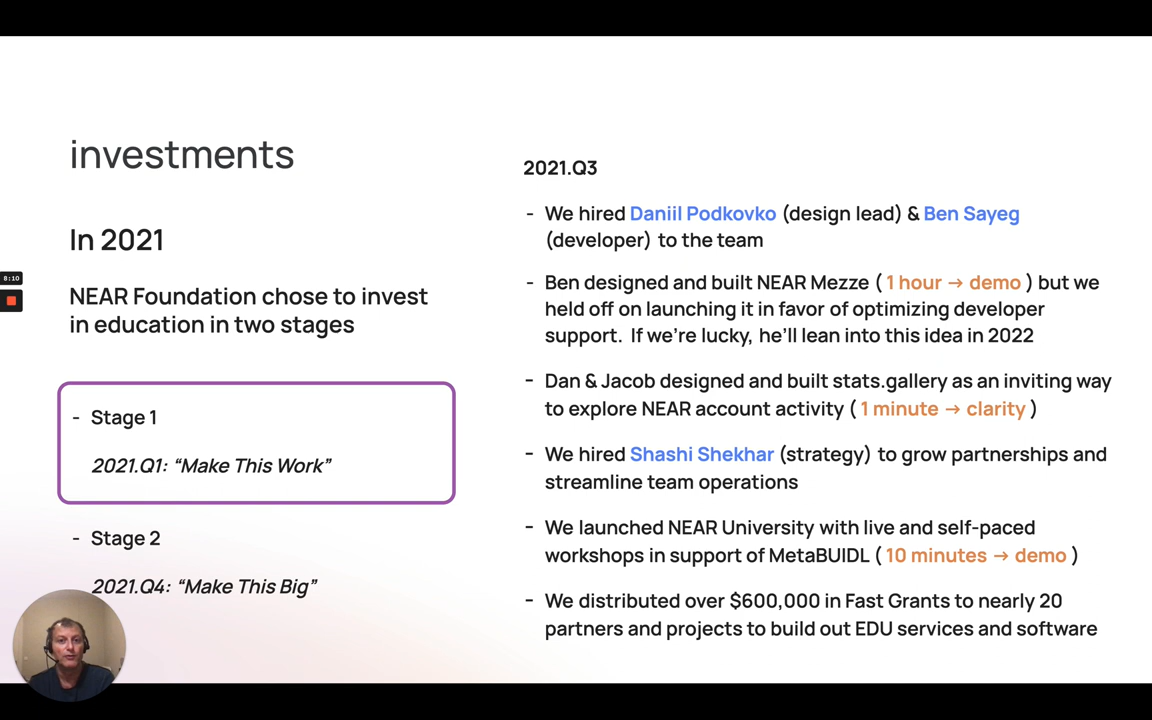 investments
In 2021
NEAR Foundation chose to invest
in education in two stages
- Stage 1
2021.Q1: “Make This Work”
- Stage 2
2021.Q4: “Make This Big”
8:10
2021.Q3
- We hired Daniil Podkovko (design lead) & Ben Sayeg
(developer) to the team
- Ben designed and built NEAR Mezze ( 1 hour → demo ) but we
held off on launching it in favor of optimizing developer
support. If we’re lucky, he’ll lean into this idea in 2022
- Dan & Jacob designed and built stats.gallery as an inviting way
to explore NEAR account activity ( 1 minute → clarity )
- We hired Shashi Shekhar (strategy) to grow partnerships and
streamline team operations
- We launched NEAR University with live and self-paced
workshops in support of MetaBUIDL ( 10 minutes → demo )
- We distributed over $600,000 in Fast Grants to nearly 20
partners and projects to build out EDU services and software